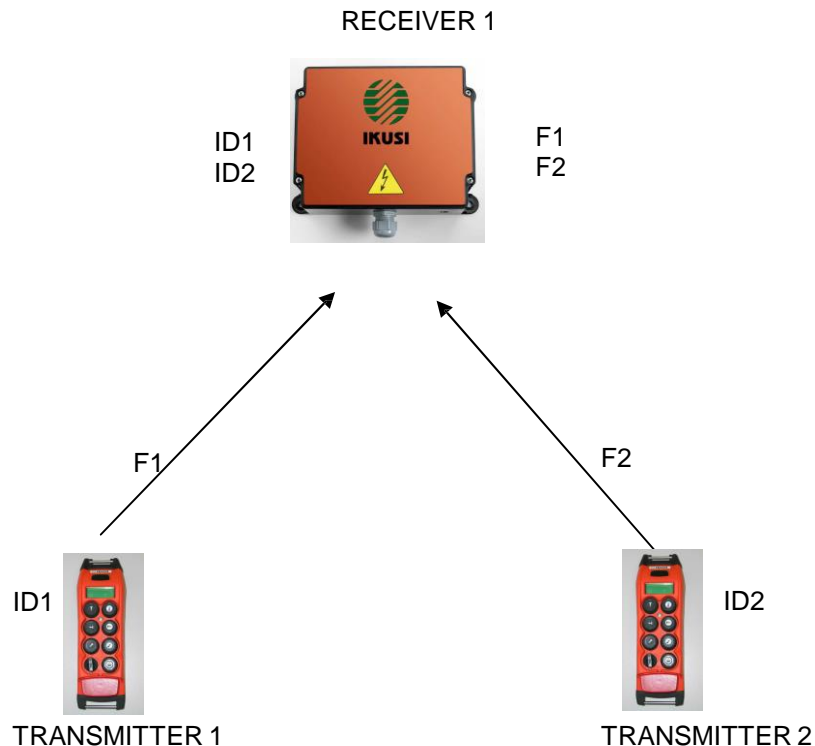 RECEIVER 1
ID1
ID2
IKUSI
F1
F2
F1
F2
ID1
ID2
TRANSMITTER 1
TRANSMITTER 2